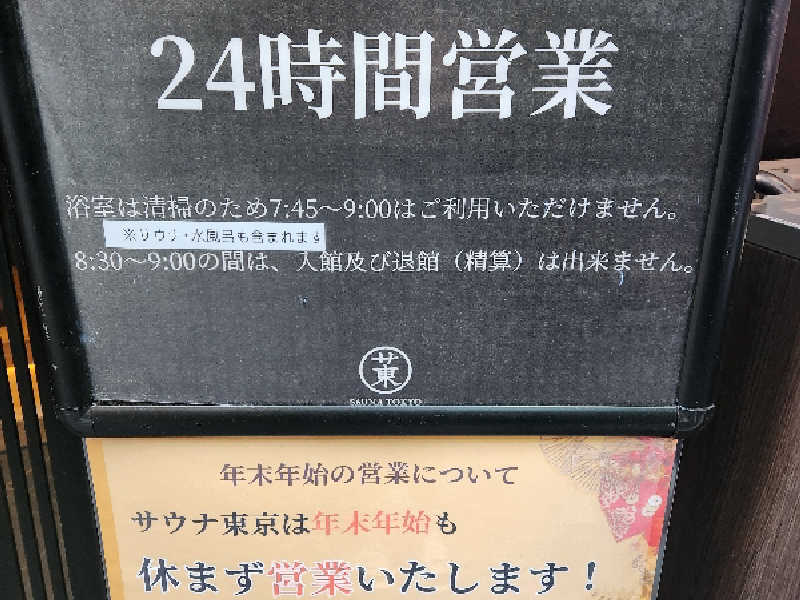 24時間営業
浴室は清掃のため7:45～9:00はご利用いただけません。
※サウナ・水風呂も含まれます
8:30～9:00の間は、入館及び退館（精算）は出来ません。
サ東
SAUNA TOKYO
年末年始の営業について
サウナ東京は年末年始も
休まず営業いたします！